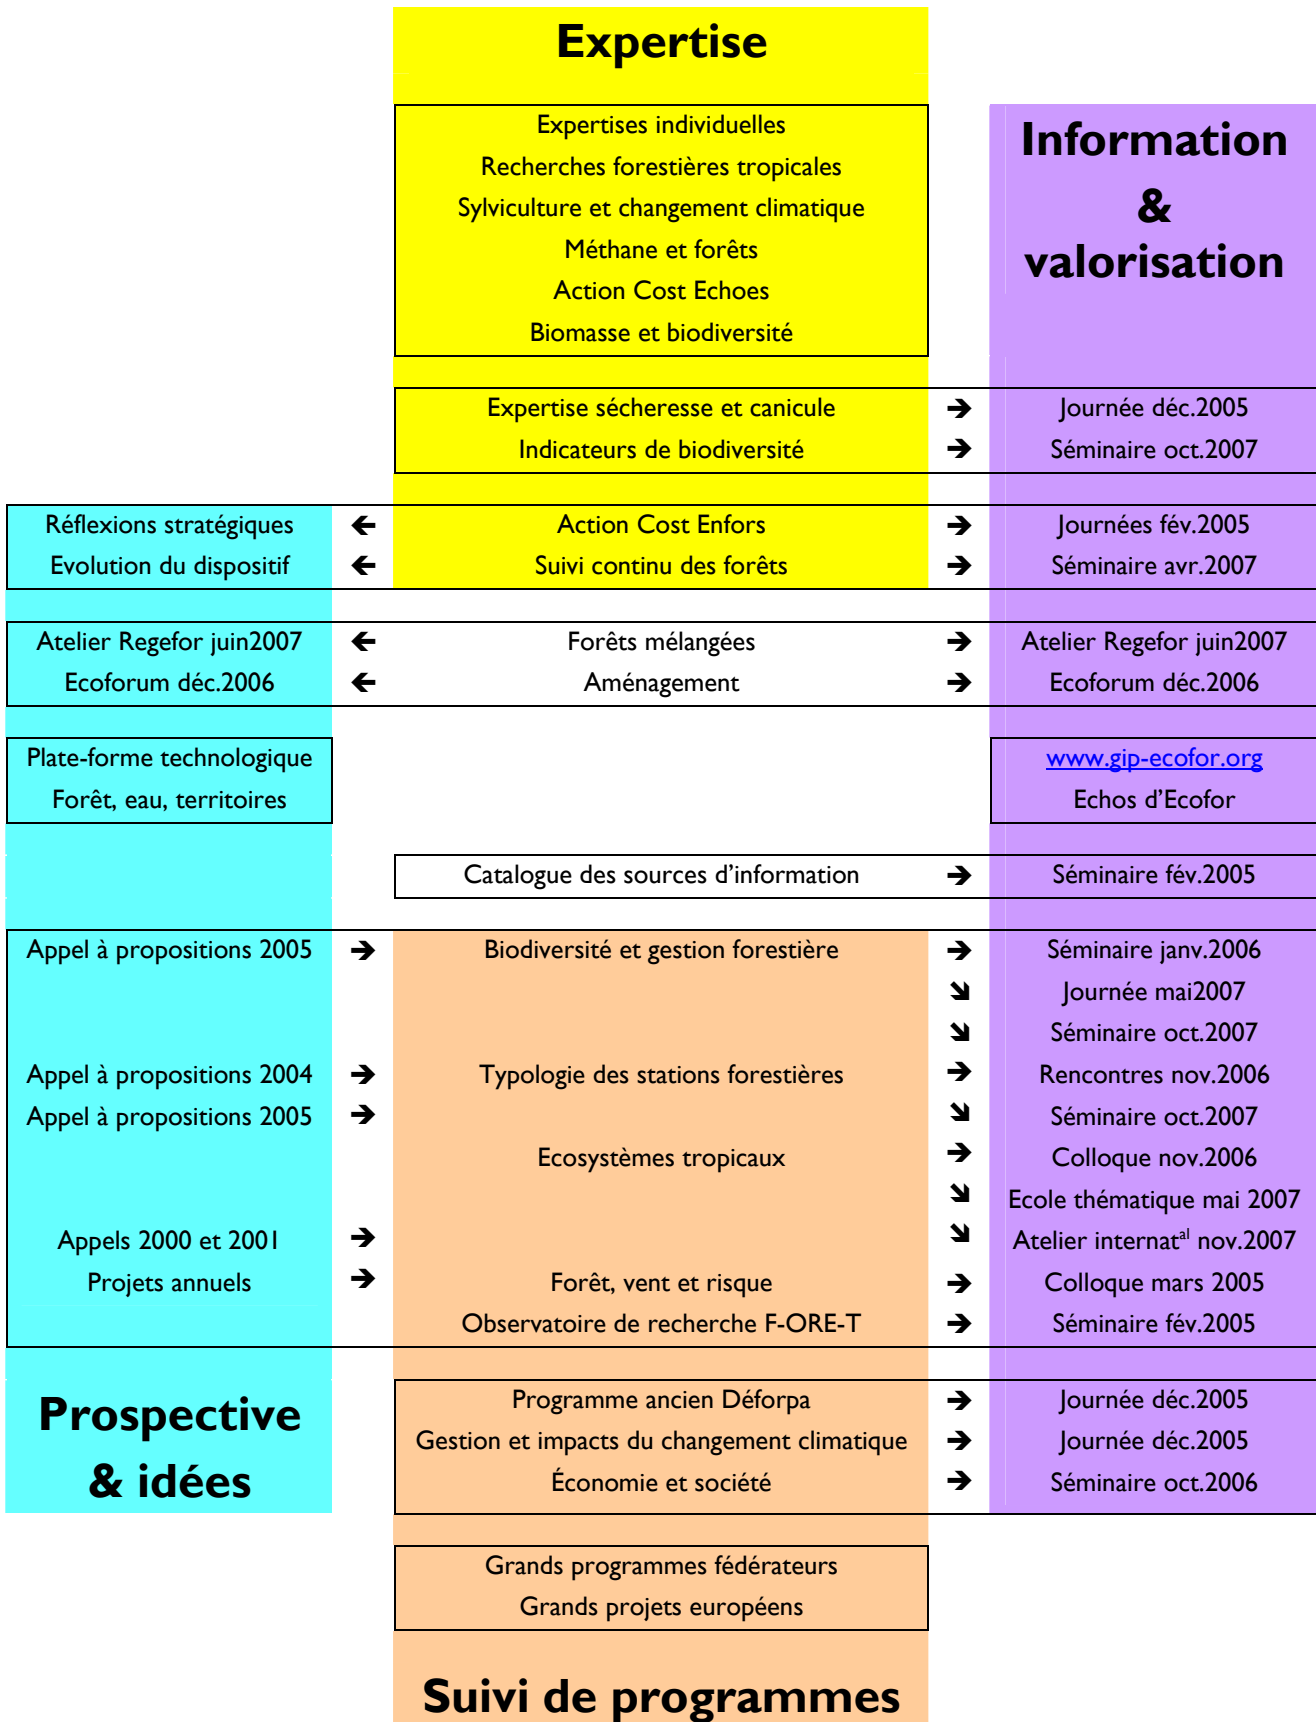 Expertise
Expertises individuelles
Recherches forestières tropicales
Sylviculture et changement climatique
Méthane et forêts
Action Cost Echoes
Biomasse et biodiversité
Information
&
valorisation
Expertise sécheresse et canicule → Journée déc.2005
Indicateurs de biodiversité → Séminaire oct.2007
Réflexions stratégiques ← Action Cost Enfors → Journées fév.2005
Evolution du dispositif ← Suivi continu des forêts → Séminaire avr.2007
Atelier Regefor juin2007 ← Forêts mélangées → Atelier Regefor juin2007
Ecoforum déc.2006 ← Aménagement → Ecoforum déc.2006
Plate-forme technologique www.gip-ecofor.org
Forêt, eau, territoires Echos d’Ecofor
Catalogue des sources d’information → Séminaire fév.2005
Appel à propositions 2005 → Biodiversité et gestion forestière → Séminaire janv.2006
↘ Journée mai2007
↘ Séminaire oct.2007
Appel à propositions 2004 → Typologie des stations forestières → Rencontres nov.2006
Appel à propositions 2005 → ↘ Séminaire oct.2007
Ecosystèmes tropicaux → Colloque nov.2006
↘ Ecole thématique mai 2007
Appels 2000 et 2001 → ↘ Atelier internatal nov.2007
Projets annuels → Forêt, vent et risque → Colloque mars 2005
Observatoire de recherche F-ORE-T → Séminaire fév.2005
Prospective
& idées
Programme ancien Déforpa → Journée déc.2005
Gestion et impacts du changement climatique → Journée déc.2005
Économie et société → Séminaire oct.2006
Grands programmes fédérateurs
Grands projets européens
Suivi de programmes